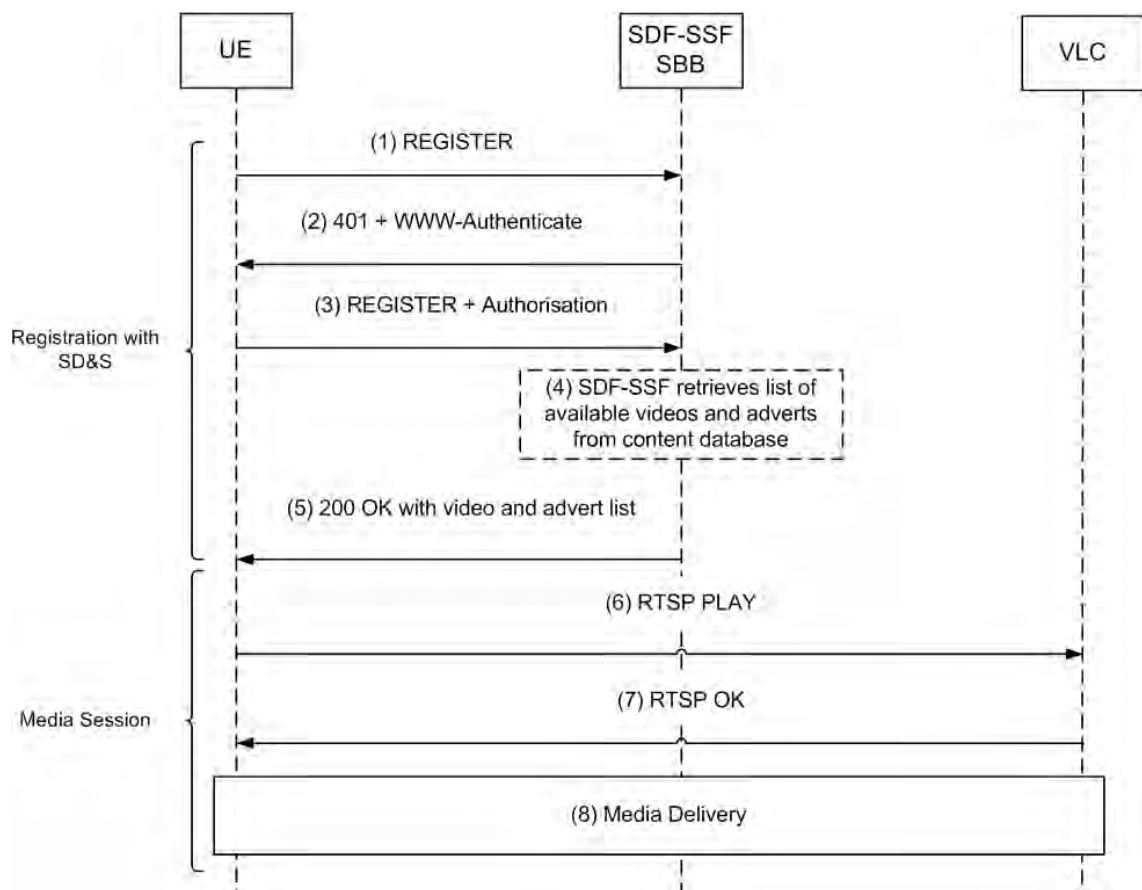 UE
SDF-SSF
SBB
VLC
(1) REGISTER
(2) 401 + WWW-Authenticate
(3) REGISTER + Authorisation
Registration with
SD&S
(4) SDF-SSF retrieves list of
available videos and adverts
from content database
(5) 200 OK with video and advert list
(6) RTSP PLAY
(7) RTSP OK
Media Session
(8) Media Delivery